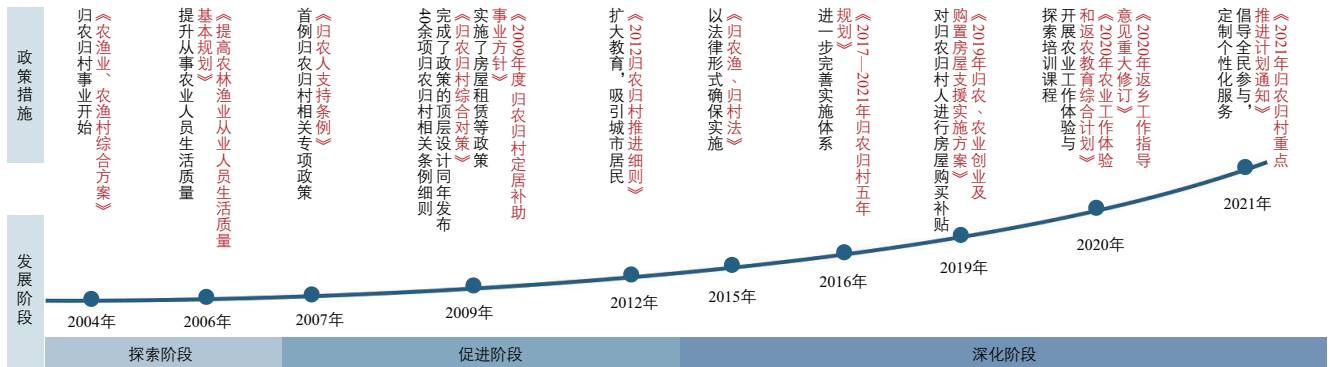 政策措施
《农渔业、农渔村综合方案》
归农归村事业开始
《提高农林渔业从业人员生活质量
基本规划》
提升从事农业人员生活质量
《归农人支持条例》
首例归农归村相关专项政策
《2009年度 归农归村定居补助
事业方针》
实施了房屋租赁等政策
《归农归村综合对策》
完成了政策的顶层设计同年发布
40余项归农归村相关条例细则
《2012归农归村推进细则》
扩大教育，吸引城市居民
《归农渔、归村法》
以法律形式确保实施
《2017—2021年归农归村五年
规划》
进一步完善实施体系
《2019年归农、农业创业及
购置房屋支援实施方案》
对归农归村人进行房屋购买补贴
《2020年返乡工作指导
意见重大修订》
《2020年农业工作体验
和返农教育综合计划》
开展农业工作体验与
探索培训课程
《2021年归农归村重点
推进计划通知》
倡导全民参与，
定制个性化服务
发展阶段
2004年
2006年
2007年
2009年
2012年
2015年
2016年
2019年
2020年
2021年
探索阶段
促进阶段
深化阶段